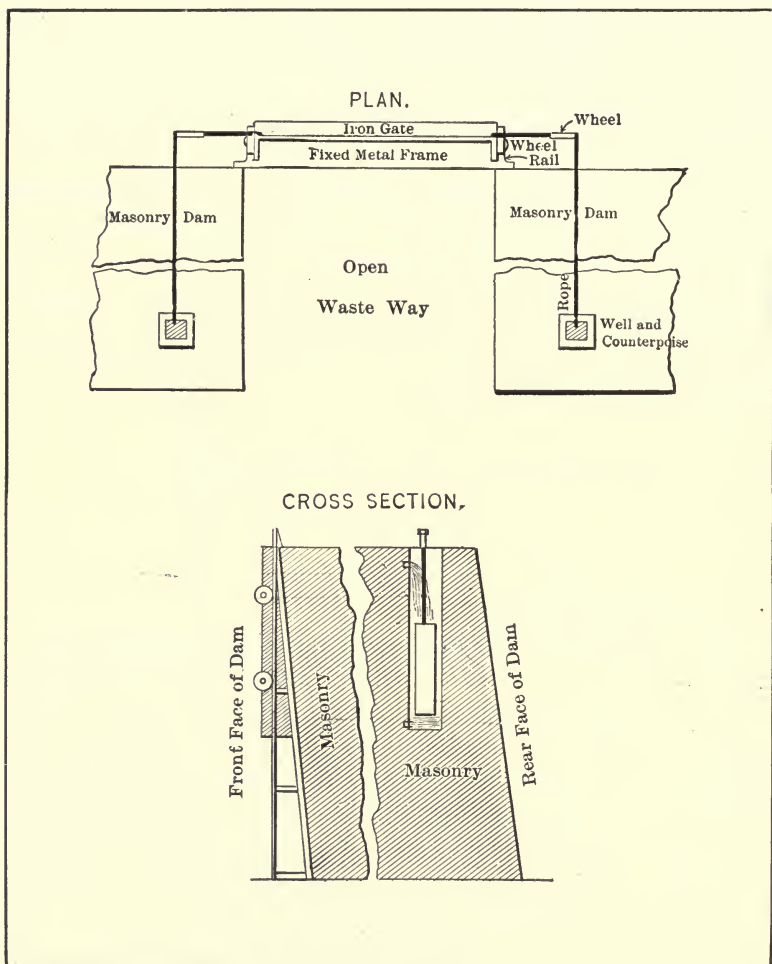 PLAN.
Wheel
Iron Gate
Wheel
Fixed Metal Frame
Rail
Masonry Dam
Masonry Dam
Open
Rope
Waste Way
Well and
Counterpoise
CROSS SECTION,
Front Face of Dam
Masonry
Masonry
Rear Face of Dam